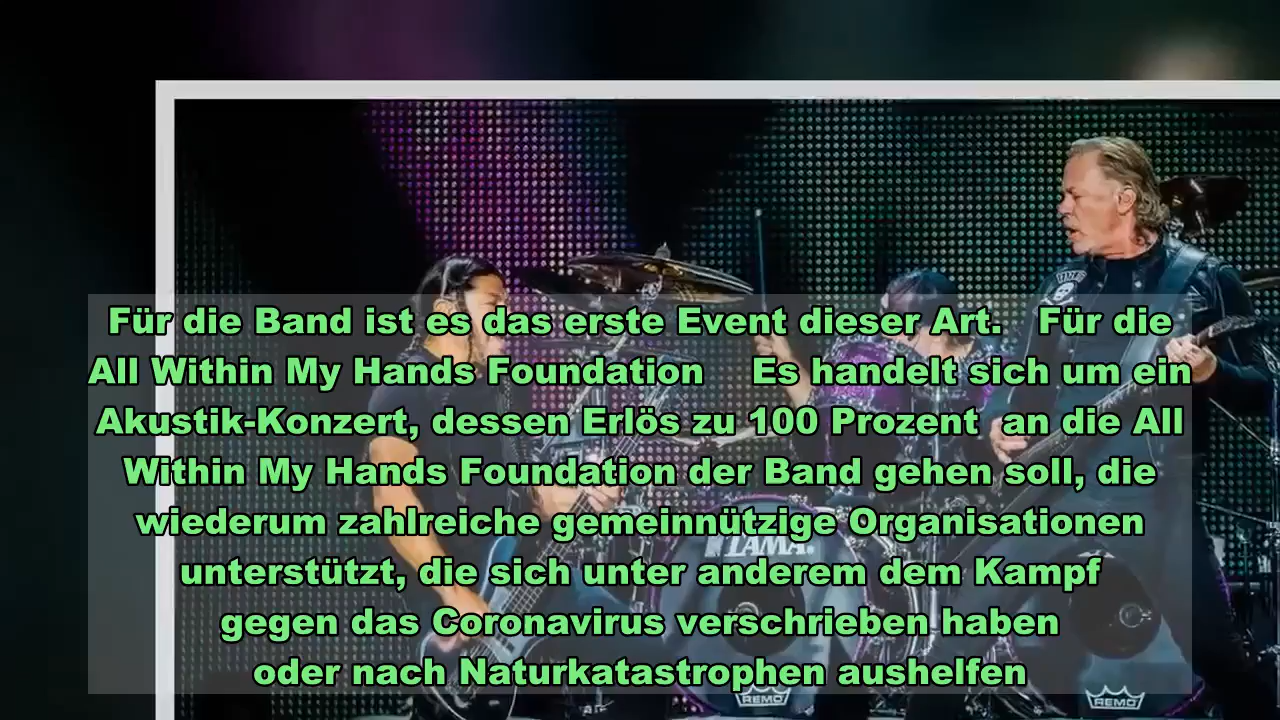 Für die Band ist es das erste Event dieser Art. Für die
All Within My Hands Foundation Es handelt sich um ein
Akustik-Konzert, dessen Erlös zu 100 Prozent an die All
Within My Hands Foundation der Band gehen soll, die
wiederum zahlreiche gemeinnützige Organisationen
unterstützt, die sich unter anderem dem Kampf
gegen das Coronavirus verschrieben haben
oder nach Naturkatastrophen aushelfen
TAMA
REMO
REMO